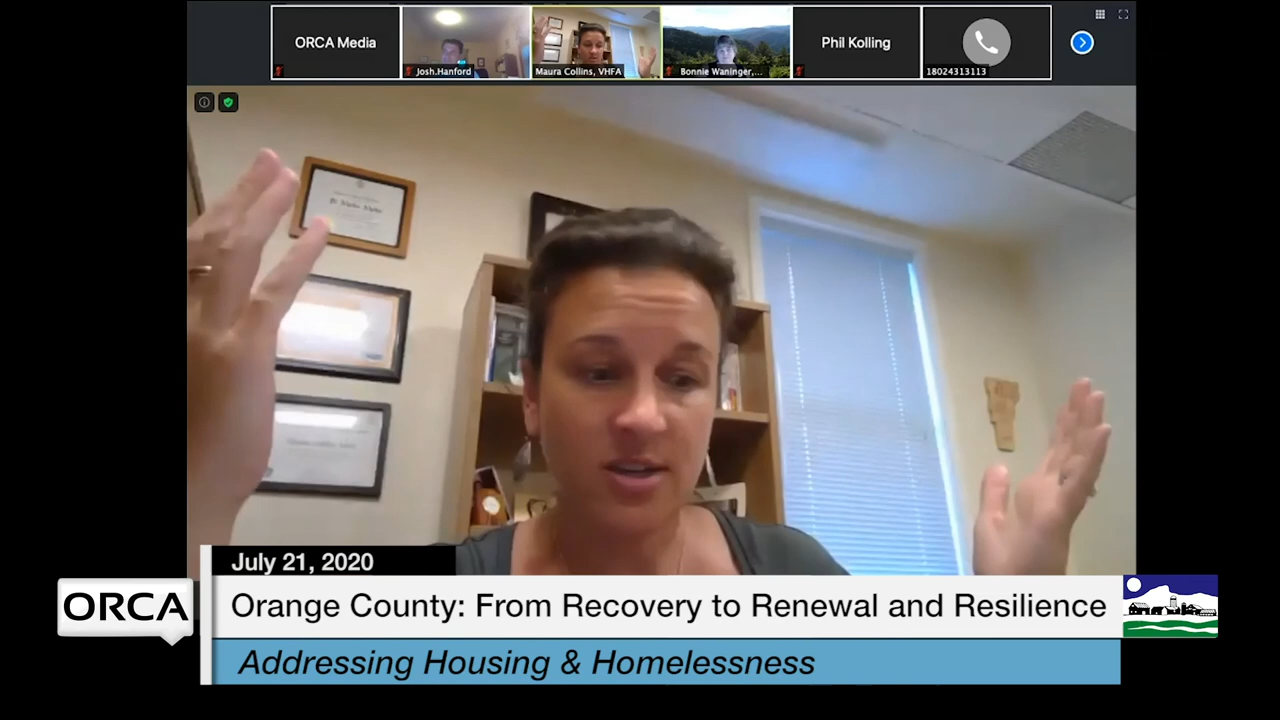 ORCA Media
Josh.Hanford
Maura Collins, VHFA
Bonnie Waninger,...
Phil Kolling
18024313113
July 21, 2020
ORCA
Orange County: From Recovery to Renewal and Resilience
Addressing Housing & Homelessness